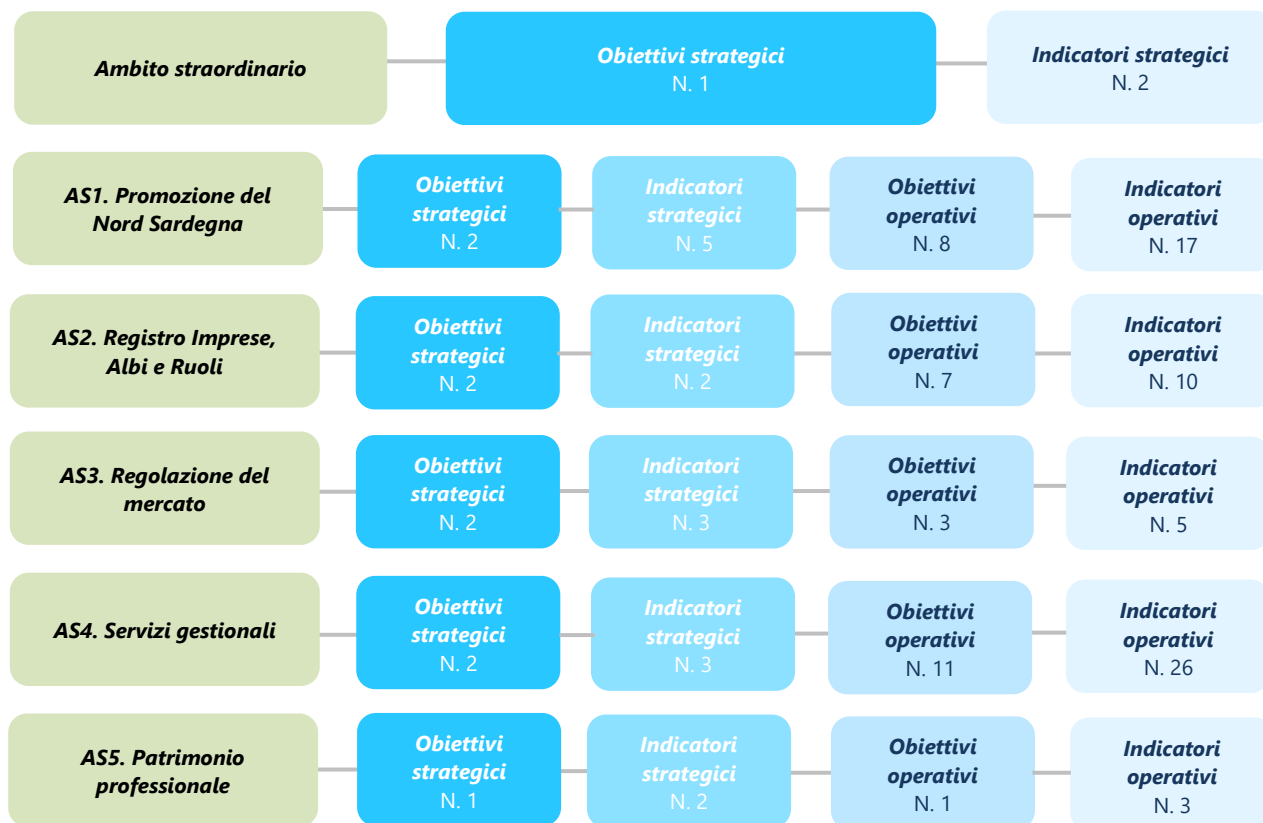 Ambito straordinario
Obiettivi strategici
N. 1
Indicatori strategici
N. 2
AS1. Promozione del
Nord Sardegna
Obiettivi
strategici
N. 2
Indicatori
strategici
N. 5
Obiettivi
operativi
N. 8
Indicatori
operativi
N. 17
AS2. Registro Imprese,
Albi e Ruoli
Obiettivi
strategici
N. 2
Indicatori
strategici
N. 2
Obiettivi
operativi
N. 7
Indicatori
operativi
N. 10
AS3. Regolazione del
mercato
Obiettivi
strategici
N. 2
Indicatori
strategici
N. 3
Obiettivi
operativi
N. 3
Indicatori
operativi
N. 5
AS4. Servizi gestionali
Obiettivi
strategici
N. 2
Indicatori
strategici
N. 3
Obiettivi
operativi
N. 11
Indicatori
operativi
N. 26
AS5. Patrimonio
professionale
Obiettivi
strategici
N. 1
Indicatori
strategici
N. 2
Obiettivi
operativi
N. 1
Indicatori
operativi
N. 3